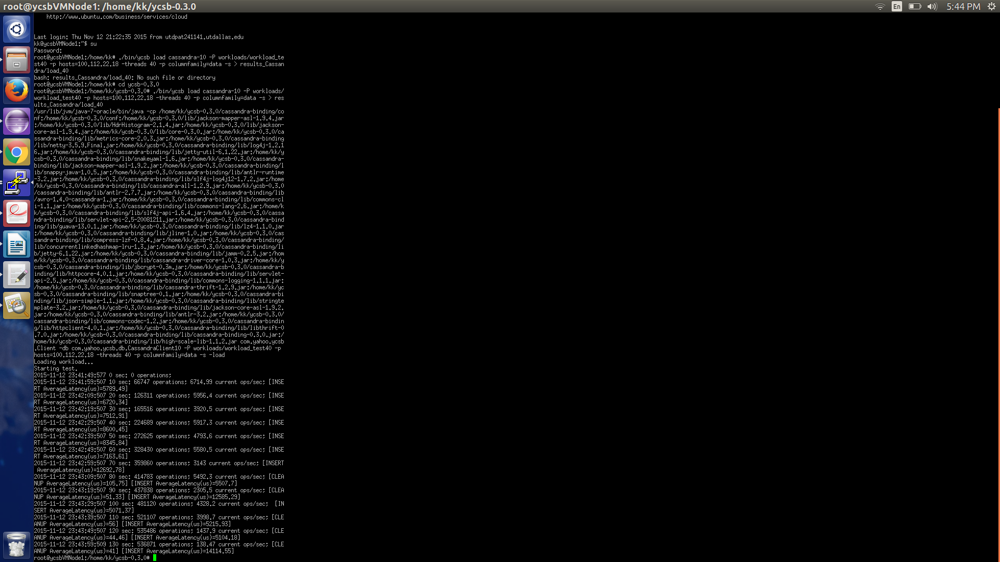 root@ycsbVMNode1: /home/kk/ycsb-0.3.0
En
5:44 PM
http://www.ubuntu.com/business/services/cloud
Last login: Thu Nov 12 21:22:35 2015 from utdpat241141.utdallas.edu
kk@ycsbVMNode1:~$ su
Password:
root@ycsbVMNode1:/home/kk# ./bin/ycsb load cassandra-10 -P workloads/workload_te
st40 -p hosts=100.112.22.18 -threads 40 -p columnfamily=data -s > results_Cassan
dra/load_40
bash: results_Cassandra/load_40: No such file or directory
root@ycsbVMNode1:/home/kk# cd ycsb-0.3.0
root@ycsbVMNode1:/home/kk/ycsb-0.3.0# ./bin/ycsb load cassandra-10 -P workloads/
workload_test40 -p hosts=100.112.22.18 -threads 40 -p columnfamily=data -s > res
ults_Cassandra/load_40
/usr/lib/jvm/java-7-oracle/bin/java -cp /home/kk/ycsb-0.3.0/cassandra-binding/co
nf:/home/kk/ycsb-0.3.0/conf:/home/kk/ycsb-0.3.0/lib/jackson-mapper-asl-1.9.4.jar
:/home/kk/ycsb-0.3.0/lib/HdrHistogram-2.1.4.jar:/home/kk/ycsb-0.3.0/lib/jackson-
core-asl-1.9.4.jar:/home/kk/ycsb-0.3.0/lib/core-0.3.0.jar:/home/kk/ycsb-0.3.0/ca
ssandra-binding/lib/metrics-core-2.0.3.jar:/home/kk/ycsb-0.3.0/cassandra-binding
/lib/netty-3.5.9.Final.jar:/home/kk/ycsb-0.3.0/cassandra-binding/lib/log4j-1.2.1
6.jar:/home/kk/ycsb-0.3.0/cassandra-binding/lib/jetty-util-6.1.22.jar:/home/kk/y
csb-0.3.0/cassandra-binding/lib/snakeyaml-1.6.jar:/home/kk/ycsb-0.3.0/cassandra-
binding/lib/jackson-mapper-asl-1.9.2.jar:/home/kk/ycsb-0.3.0/cassandra-binding/l
ib/snappy-java-1.0.5.jar:/home/kk/ycsb-0.3.0/cassandra-binding/lib/antlr-runtime
-3.2.jar:/home/kk/ycsb-0.3.0/cassandra-binding/lib/slf4j-log4j12-1.7.2.jar:/home
/kk/ycsb-0.3.0/cassandra-binding/lib/cassandra-all-1.2.9.jar:/home/kk/ycsb-0.3.0
/cassandra-binding/lib/antlr-2.7.7.jar:/home/kk/ycsb-0.3.0/cassandra-binding/lib
/avro-1.4.0-cassandra-1.jar:/home/kk/ycsb-0.3.0/cassandra-binding/lib/commons-cl
i-1.1.jar:/home/kk/ycsb-0.3.0/cassandra-binding/lib/commons-lang-2.6.jar:/home/k
k/ycsb-0.3.0/cassandra-binding/lib/slf4j-api-1.6.4.jar:/home/kk/ycsb-0.3.0/cassa
ndra-binding/lib/servlet-api-2.5-20081211.jar:/home/kk/ycsb-0.3.0/cassandra-bind
ing/lib/guava-13.0.1.jar:/home/kk/ycsb-0.3.0/cassandra-binding/lib/lz4-1.1.0.jar
:/home/kk/ycsb-0.3.0/cassandra-binding/lib/jline-1.0.jar:/home/kk/ycsb-0.3.0/cas
sandra-binding/lib/compress-lzf-0.8.4.jar:/home/kk/ycsb-0.3.0/cassandra-binding/
lib/concurrentlinkedhashmap-lru-1.3.jar:/home/kk/ycsb-0.3.0/cassandra-binding/li
b/jetty-6.1.22.jar:/home/kk/ycsb-0.3.0/cassandra-binding/lib/jamm-0.2.5.jar:/hom
e/kk/ycsb-0.3.0/cassandra-binding/lib/cassandra-driver-core-1.0.3.jar:/home/kk/y
csb-0.3.0/cassandra-binding/lib/jbcrypt-0.3m.jar:/home/kk/ycsb-0.3.0/cassandra-b
inding/lib/httpcore-4.0.1.jar:/home/kk/ycsb-0.3.0/cassandra-binding/lib/servlet-
api-2.5.jar:/home/kk/ycsb-0.3.0/cassandra-binding/lib/commons-logging-1.1.1.jar:
/home/kk/ycsb-0.3.0/cassandra-binding/lib/cassandra-thrift-1.2.9.jar:/home/kk/yc
sb-0.3.0/cassandra-binding/lib/snaptree-0.1.jar:/home/kk/ycsb-0.3.0/cassandra-bi
nding/lib/json-simple-1.1.jar:/home/kk/ycsb-0.3.0/cassandra-binding/lib/stringte
mplate-3.2.jar:/home/kk/ycsb-0.3.0/cassandra-binding/lib/jackson-core-asl-1.9.2.
jar:/home/kk/ycsb-0.3.0/cassandra-binding/lib/antlr-3.2.jar:/home/kk/ycsb-0.3.0/
cassandra-binding/lib/commons-codec-1.2.jar:/home/kk/ycsb-0.3.0/cassandra-bindin
g/lib/httpclient-4.0.1.jar:/home/kk/ycsb-0.3.0/cassandra-binding/lib/libthrift-0
.7.0.jar:/home/kk/ycsb-0.3.0/cassandra-binding/lib/cassandra-binding-0.3.0.jar:/
home/kk/ycsb-0.3.0/cassandra-binding/lib/high-scale-lib-1.1.2.jar com.yahoo.ycsb
.Client -db com.yahoo.ycsb.db.CassandraClient10 -P workloads/workload_test40 -p
hosts=100.112.22.18 -threads 40 -p columnfamily=data -s -load
Loading workload...
Starting test.
2015-11-12 23:41:49:577 0 sec: 0 operations;
2015-11-12 23:41:59:507 10 sec: 66747 operations; 6714.99 current ops/sec; [INSE
RT AverageLatency(us)=5789.49]
2015-11-12 23:42:09:507 20 sec: 126311 operations; 5956.4 current ops/sec; [INSE
RT AverageLatency(us)=6720.34]
2015-11-12 23:42:19:507 30 sec: 165516 operations; 3920.5 current ops/sec; [INSE
RT AverageLatency(us)=7512.91]
2015-11-12 23:42:29:507 40 sec: 224689 operations; 5917.3 current ops/sec; [INSE
RT AverageLatency(us)=8600.45]
2015-11-12 23:42:39:507 50 sec: 272625 operations; 4793.6 current ops/sec; [INSE
RT AverageLatency(us)=8345.84]
2015-11-12 23:42:49:507 60 sec: 328430 operations; 5580.5 current ops/sec; [INSE
RT AverageLatency(us)=7163.61]
2015-11-12 23:42:59:507 70 sec: 359860 operations; 3143 current ops/sec; [INSERT
AverageLatency(us)=12692.78]
2015-11-12 23:43:09:507 80 sec: 414783 operations; 5492.3 current ops/sec; [CLEA
NUP AverageLatency(us)=105.75] [INSERT AverageLatency(us)=5507.7]
2015-11-12 23:43:19:507 90 sec: 437838 operations; 2305.5 current ops/sec; [CLEA
NUP AverageLatency(us)=51.33] [INSERT AverageLatency(us)=12585.29]
2015-11-12 23:43:29:507 100 sec: 481120 operations; 4328.2 current ops/sec;  [IN
SERT AverageLatency(us)=5071.37]
2015-11-12 23:43:39:507 110 sec: 521107 operations; 3998.7 current ops/sec; [CLE
ANUP AverageLatency(us)=56] [INSERT AverageLatency(us)=5215.93]
2015-11-12 23:43:49:507 120 sec: 535486 operations; 1437.9 current ops/sec; [CLE
ANUP AverageLatency(us)=44.46] [INSERT AverageLatency(us)=5104.18]
2015-11-12 23:43:59:509 130 sec: 536871 operations; 138.47 current ops/sec; [CLE
ANUP AverageLatency(us)=41] [INSERT AverageLatency(us)=14114.55]
root@ycsbVMNode1:/home/kk/ycsb-0.3.0#